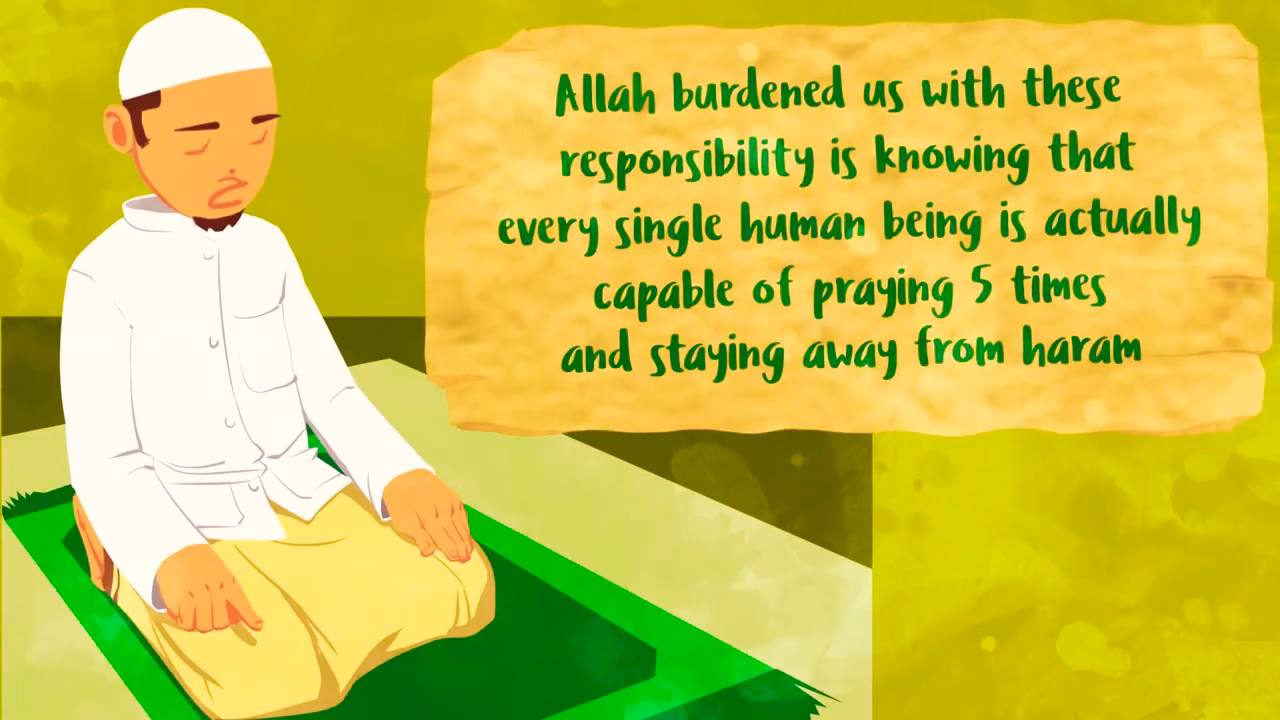 Allah burdened us with these
responsibility is knowing that
every single human being is actually
capable of praying 5 times
and staying away from haram